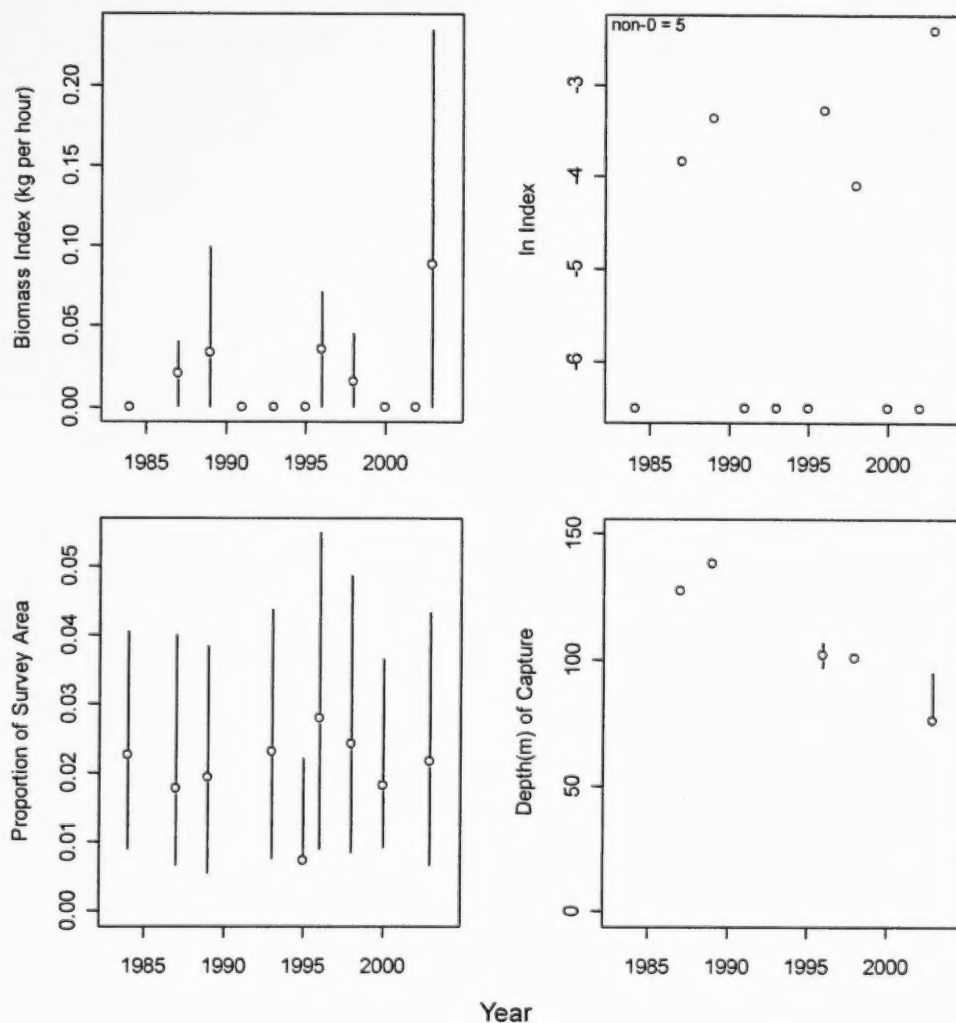 Biomass Index (kg per hour)
0.20
0.15
0.10
0.05
0.00
1985 1990 1995 2000
non-0 = 5
ln Index
-3
-4
-5
-6
1985 1990 1995 2000
Proportion of Survey Area
0.05
0.04
0.03
0.02
0.01
0.00
1985 1990 1995 2000
Depth(m) of Capture
150
100
50
0
1985 1990 1995 2000
Year